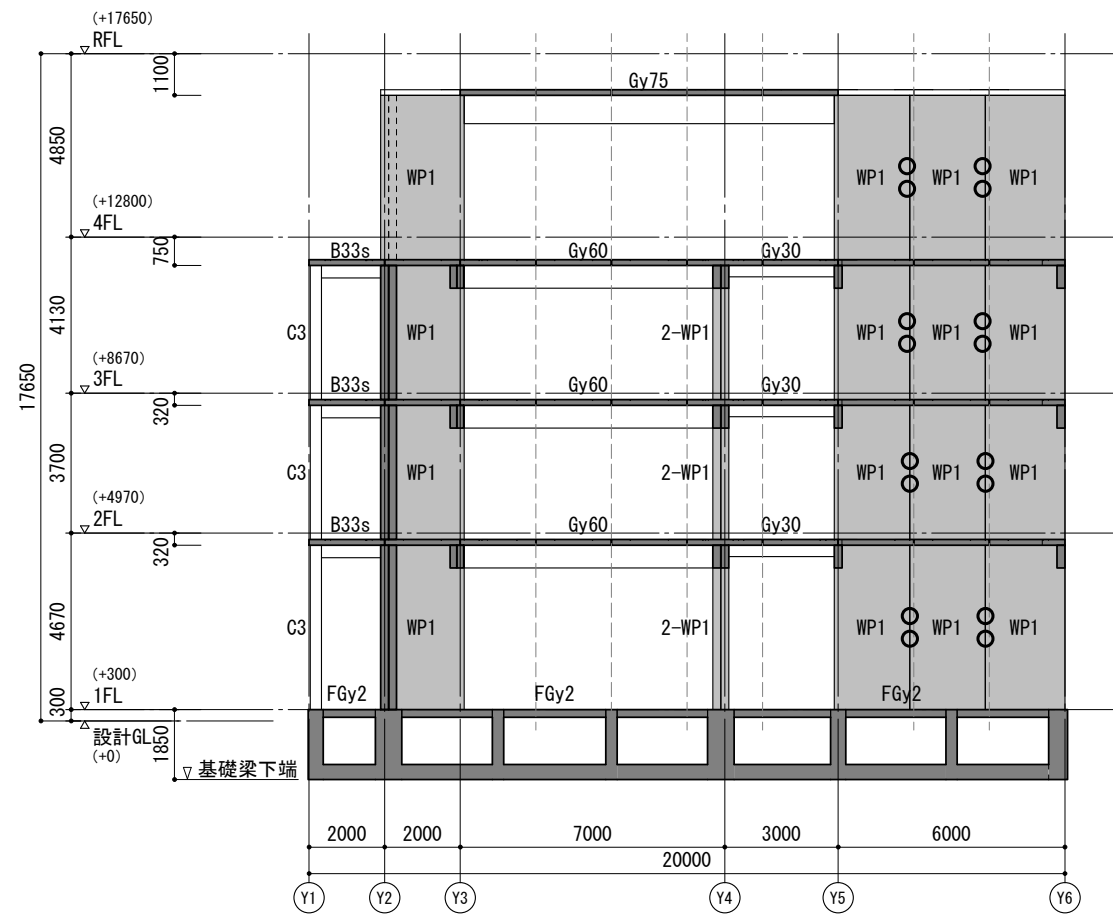 (+17650)
RFL
1100
Gy75
4850
WP1
WP1
WP1
WP1
(+12800)
4FL
750
B33s
Gy60
Gy30
4130
C3
WP1
2-WP1
WP1
WP1
WP1
(+8670)
3FL
17650
320
B33s
Gy60
Gy30
3700
C3
WP1
2-WP1
WP1
WP1
WP1
(+4970)
2FL
320
B33s
Gy60
Gy30
4670
C3
WP1
2-WP1
WP1
WP1
WP1
(+300)
1FL
300
FGy2
FGy2
FGy2
設計GL
(+0)
1850
基礎梁下端
2000
2000
7000
3000
6000
20000
Y1
Y2
Y3
Y4
Y5
Y6